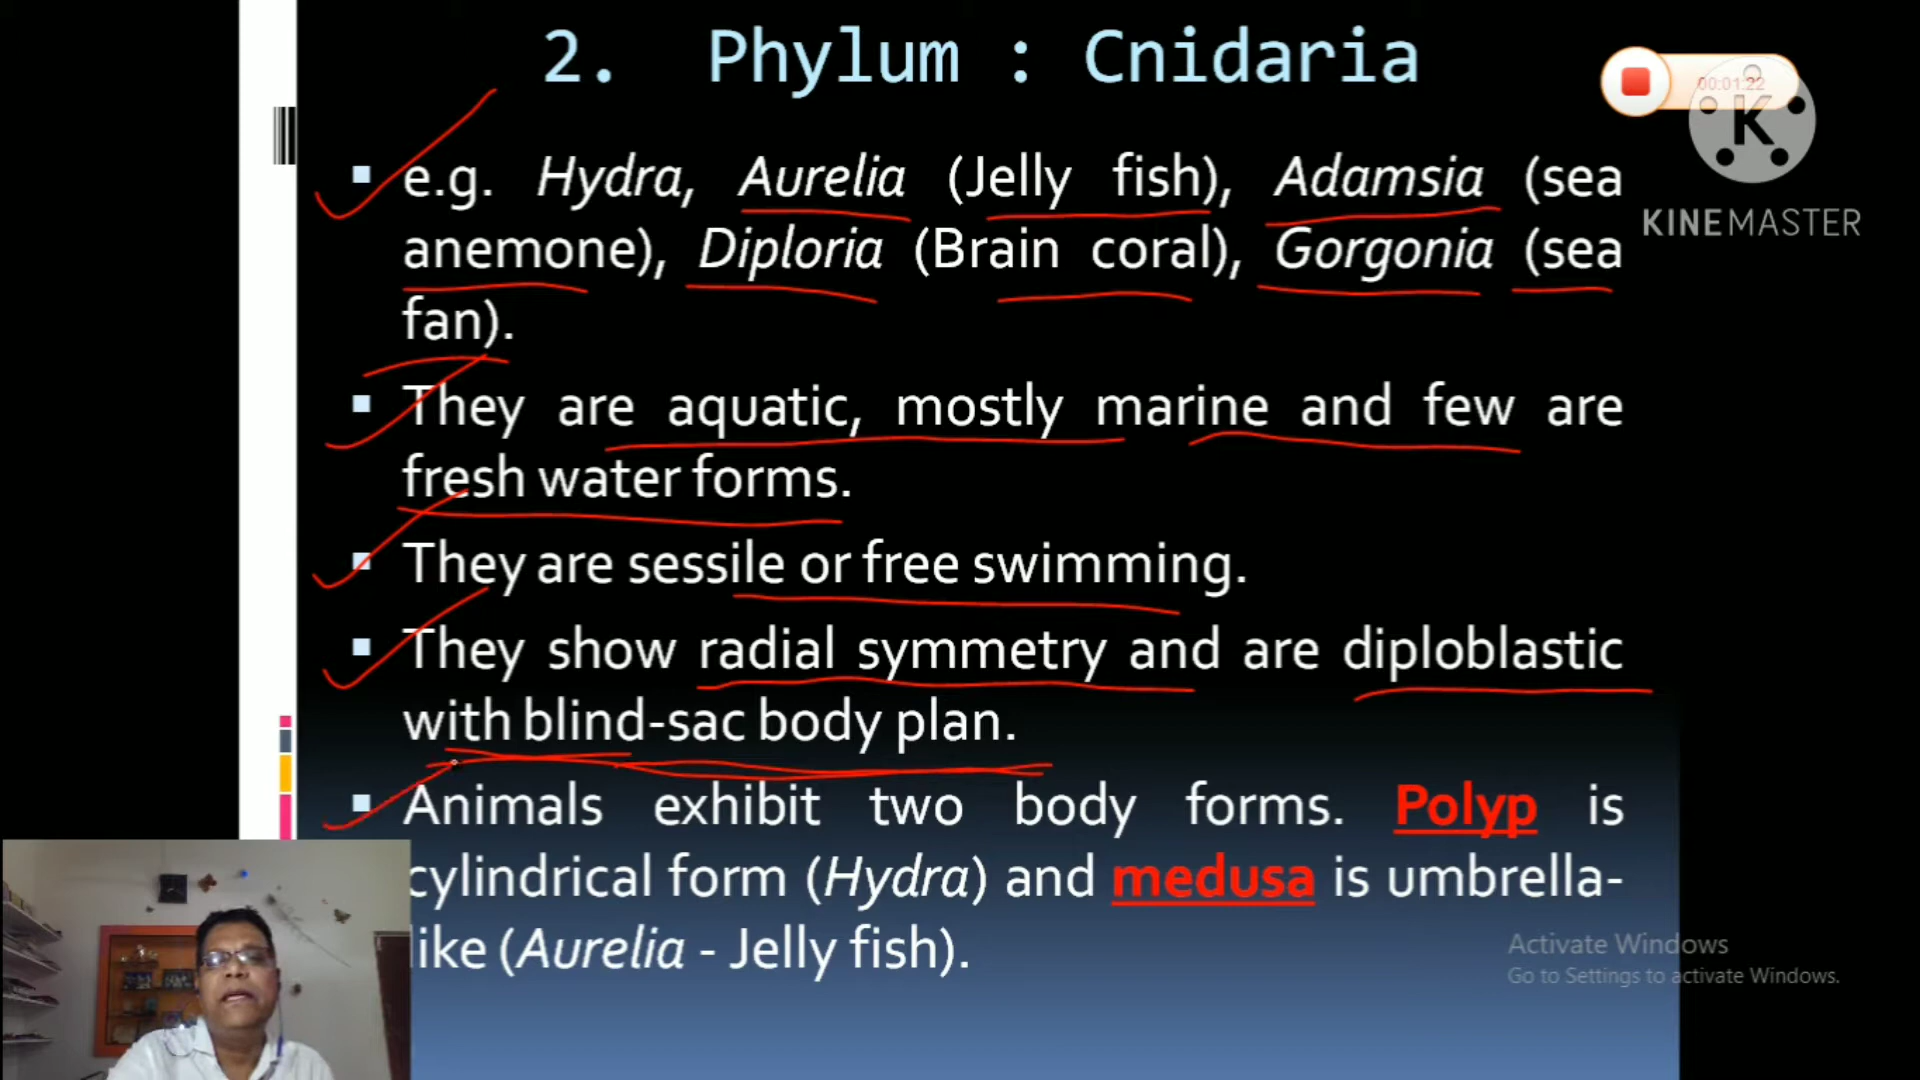 2. Phylum : Cnidaria
00:01:22
K
KINEMASTER
e.g. Hydra, Aurelia (Jelly fish), Adamsia (sea
anemone), Diploria (Brain coral), Gorgonia (sea
fan).
They are aquatic, mostly marine and few are
fresh water forms.
They are sessile or free swimming.
They show radial symmetry and are diploblastic
with blind-sac body plan.
Animals exhibit two body forms. Polyp is
cylindrical form (Hydra) and medusa is umbrella-
like (Aurelia - Jelly fish).
Activate Windows
Go to Settings to activate Windows.